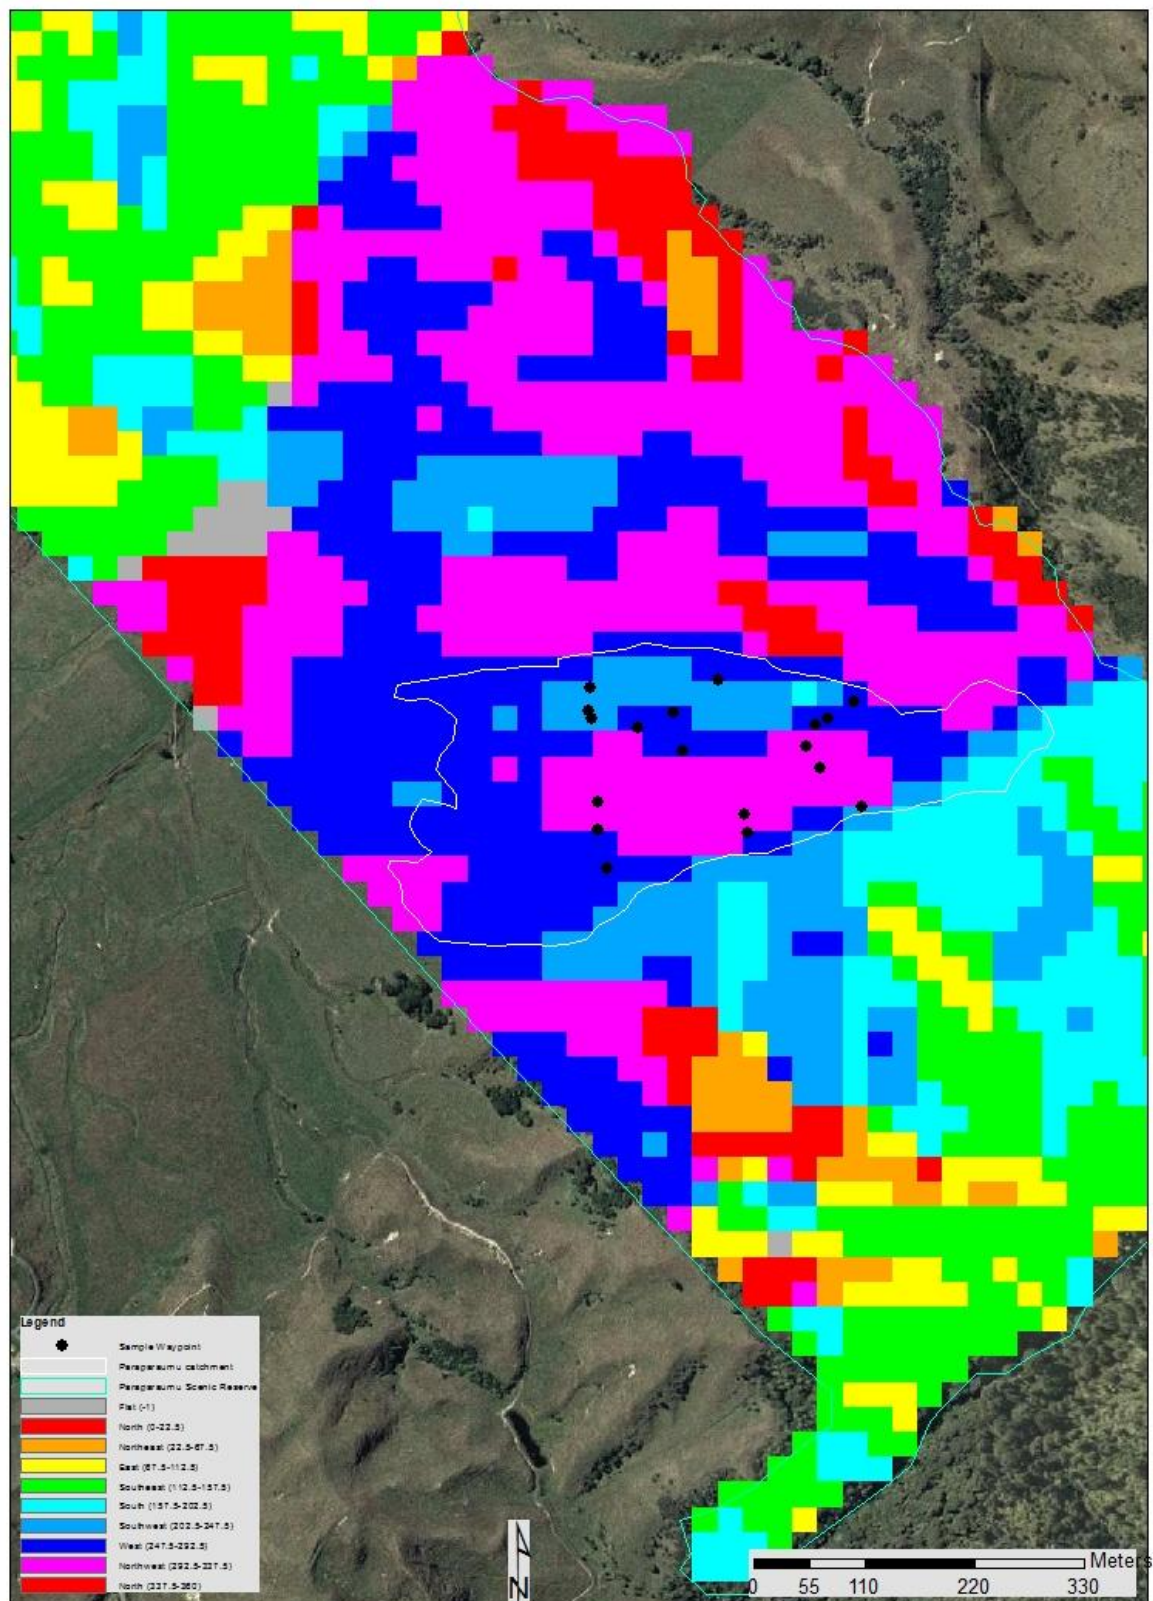 Legend
Sample Waypoint
Paraparaumu catchment
Paraparaumu Scenic Reserve
Flat (-1)
North (0-22.5)
Northeast (22.5-67.5)
East (67.5-112.5)
Southeast (112.5-157.5)
South (157.5-202.5)
Southwest (202.5-247.5)
West (247.5-292.5)
Northwest (292.5-337.5)
North (337.5-360)
N
Meters
0 55 110 220 330